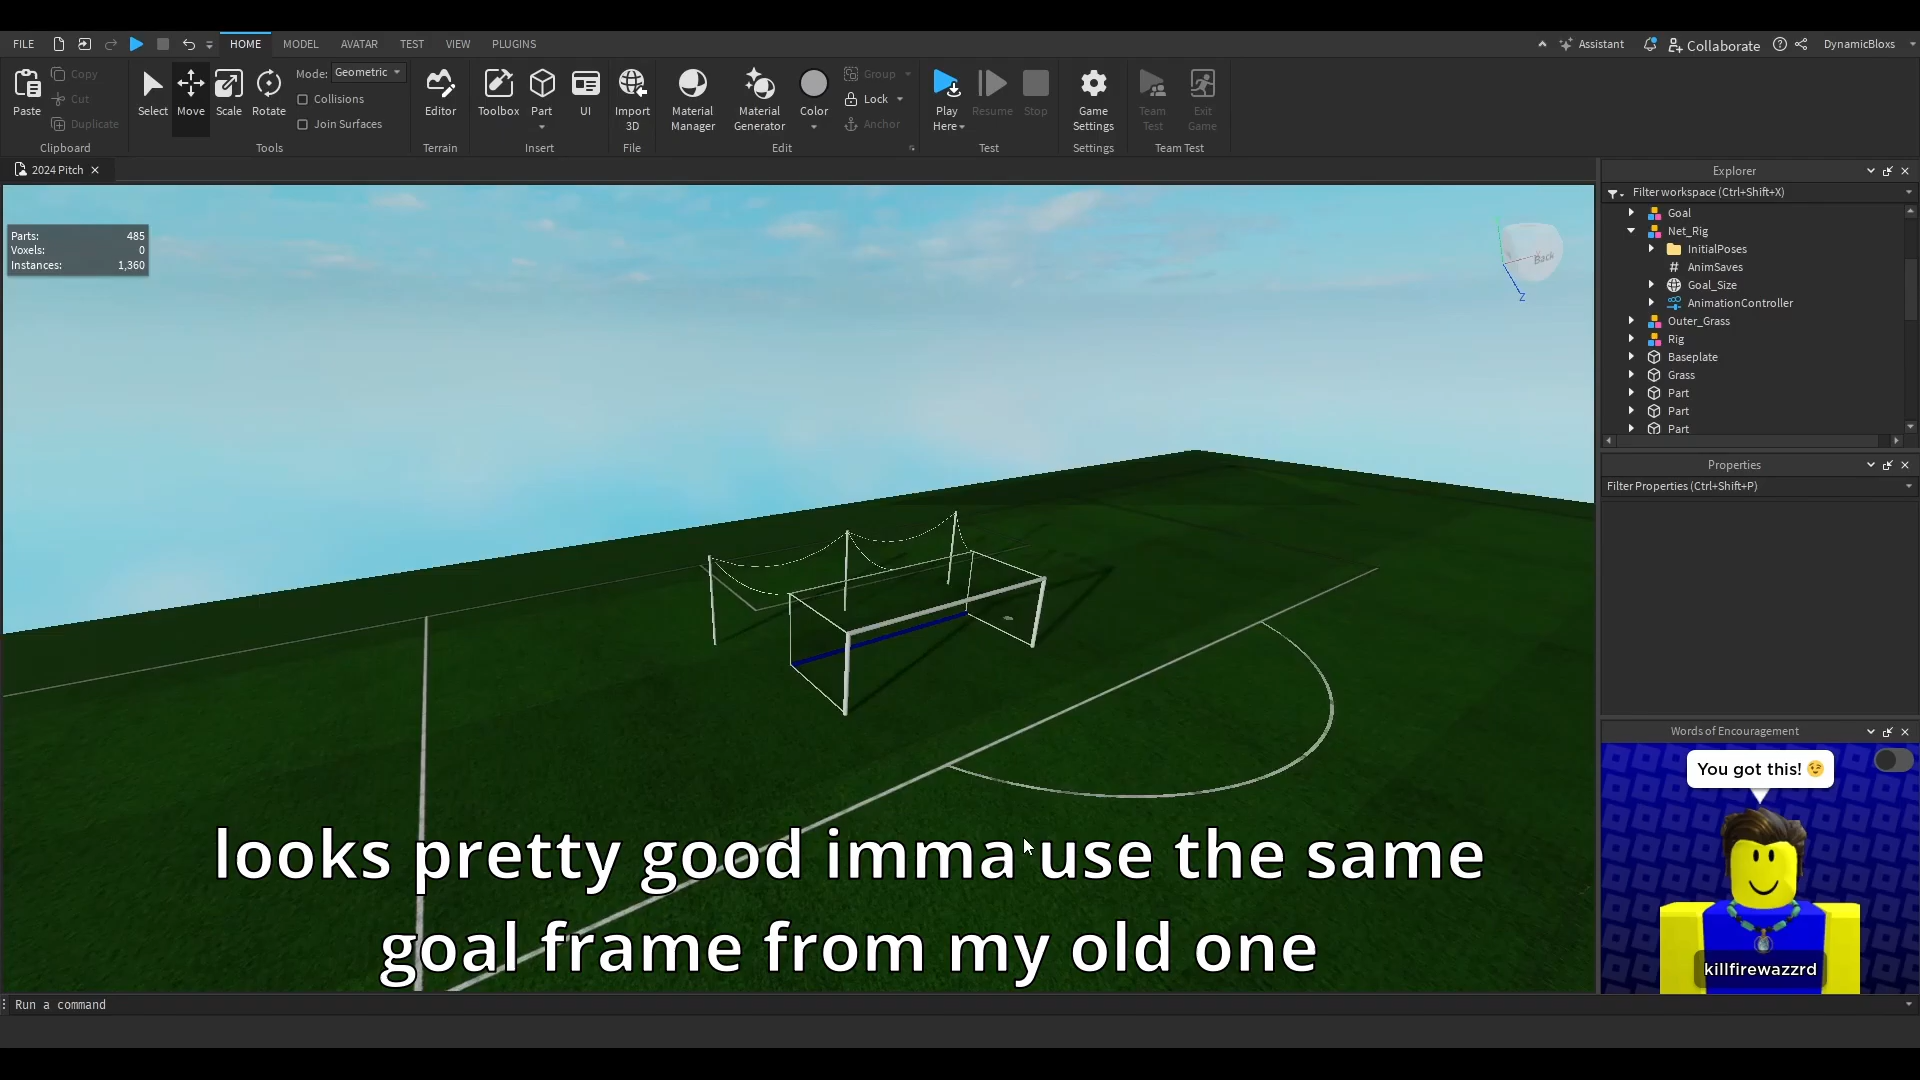 FILE HOME MODEL AVATAR TEST VIEW PLUGINS Assistant Collaborate DynamicBloxs
Paste Copy Cut Duplicate Clipboard
Select Move Scale Rotate Mode: Geometric Collisions Join Surfaces Tools
Editor Terrain
Toolbox Part UI Insert
Import 3D File
Material Manager Material Generator Color Group Lock Anchor Edit
Play Here Resume Stop Test
Game Settings Settings
Team Test Exit Game Team Test
2024 Pitch
Parts: 485
Voxels: 0
Instances: 1,360
Back
Z
Explorer
Filter workspace (Ctrl+Shift+X)
Goal
Net_Rig
InitialPoses
AnimSaves
Goal_Size
AnimationController
Outer_Grass
Rig
Baseplate
Grass
Part
Part
Part
Properties
Filter Properties (Ctrl+Shift+P)
Words of Encouragement
You got this! 😉
killfirewazzrd
looks pretty good imma use the same
goal frame from my old one
Run a command